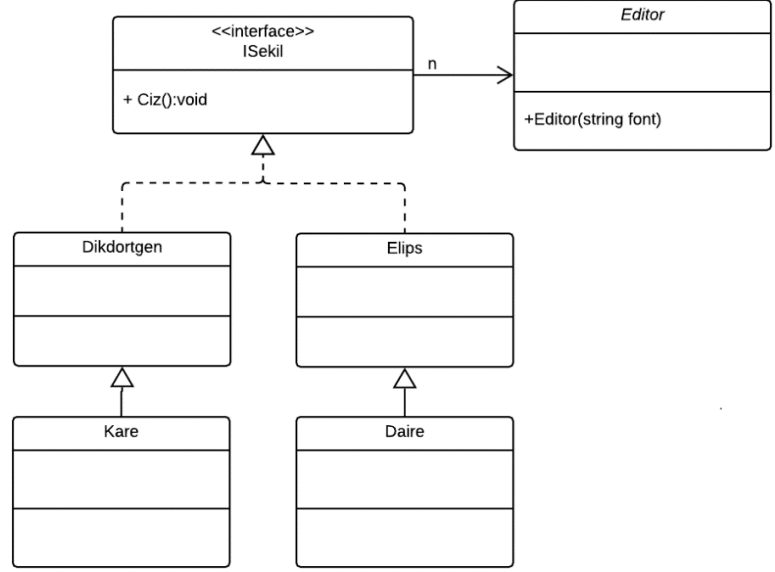 <<interface>>
ISekil
+ Ciz():void
n
Editor
+Editor(string font)
Dikdortgen
Elips
Kare
Daire